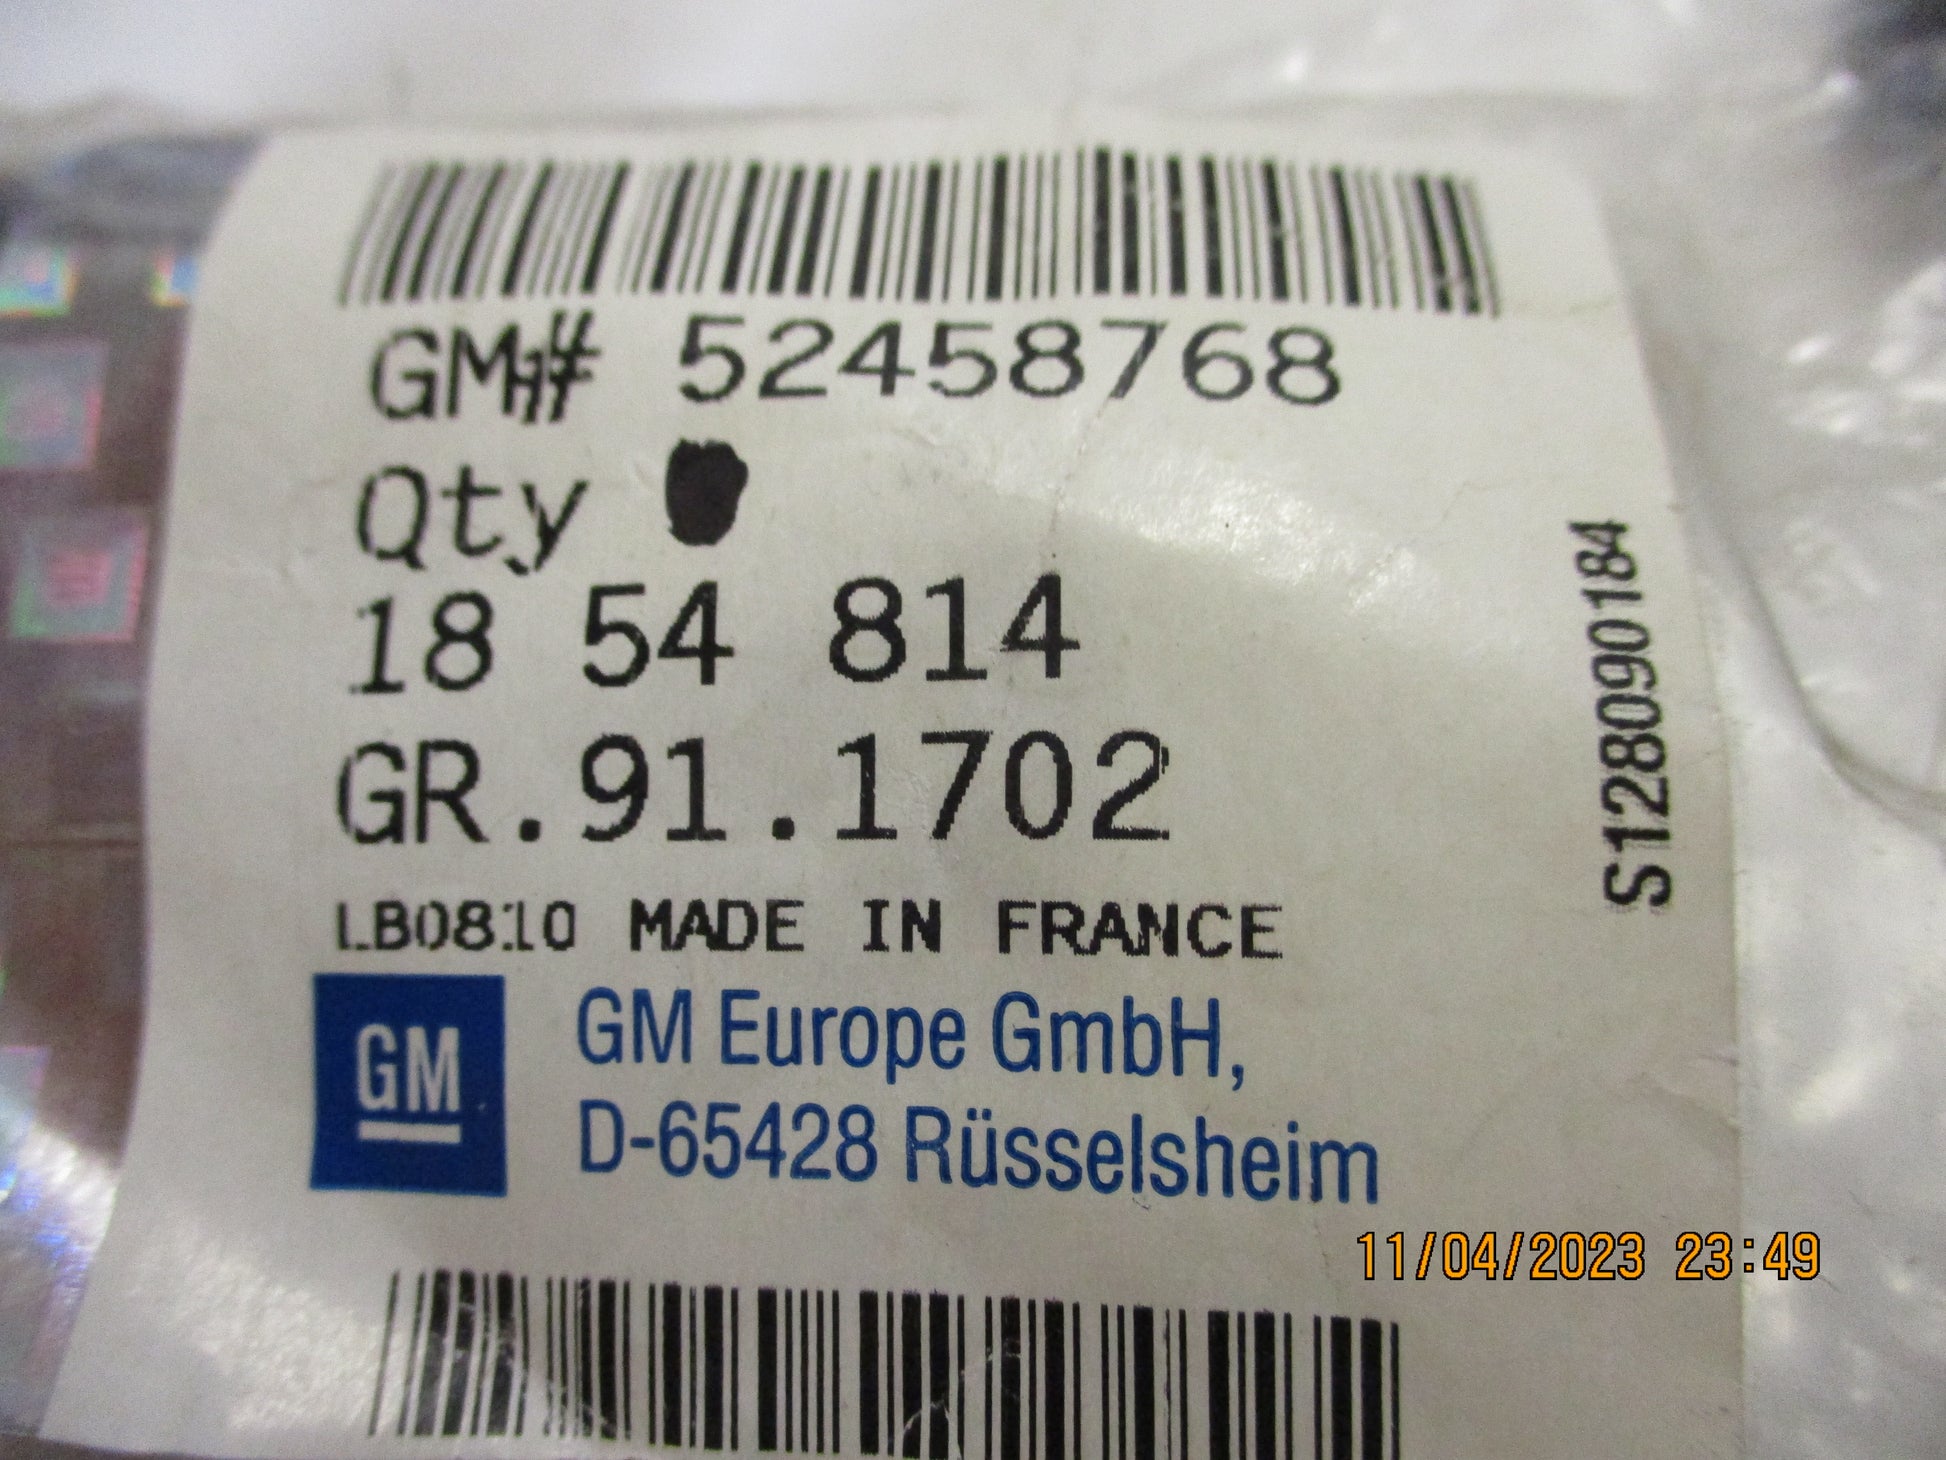 GM# 52458768
Qty
18 54 814
GR.91.1702
LB0810 MADE IN FRANCE
GM
GM Europe GmbH,
D-65428 Rüsselsheim
S128090184
11/04/2023 23:49